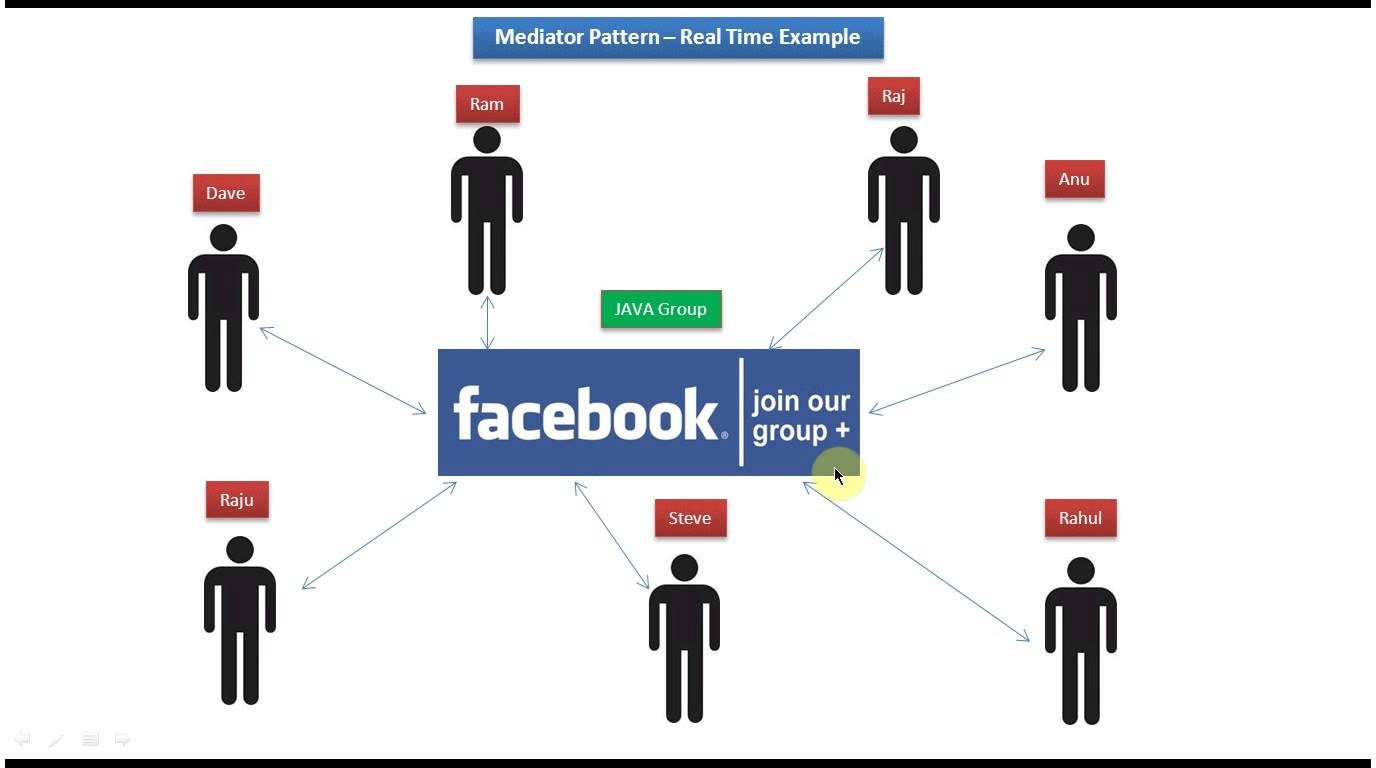 Mediator Pattern – Real Time Example
Ram
Raj
Dave
Anu
JAVA Group
facebook®
join our
group +
Raju
Steve
Rahul